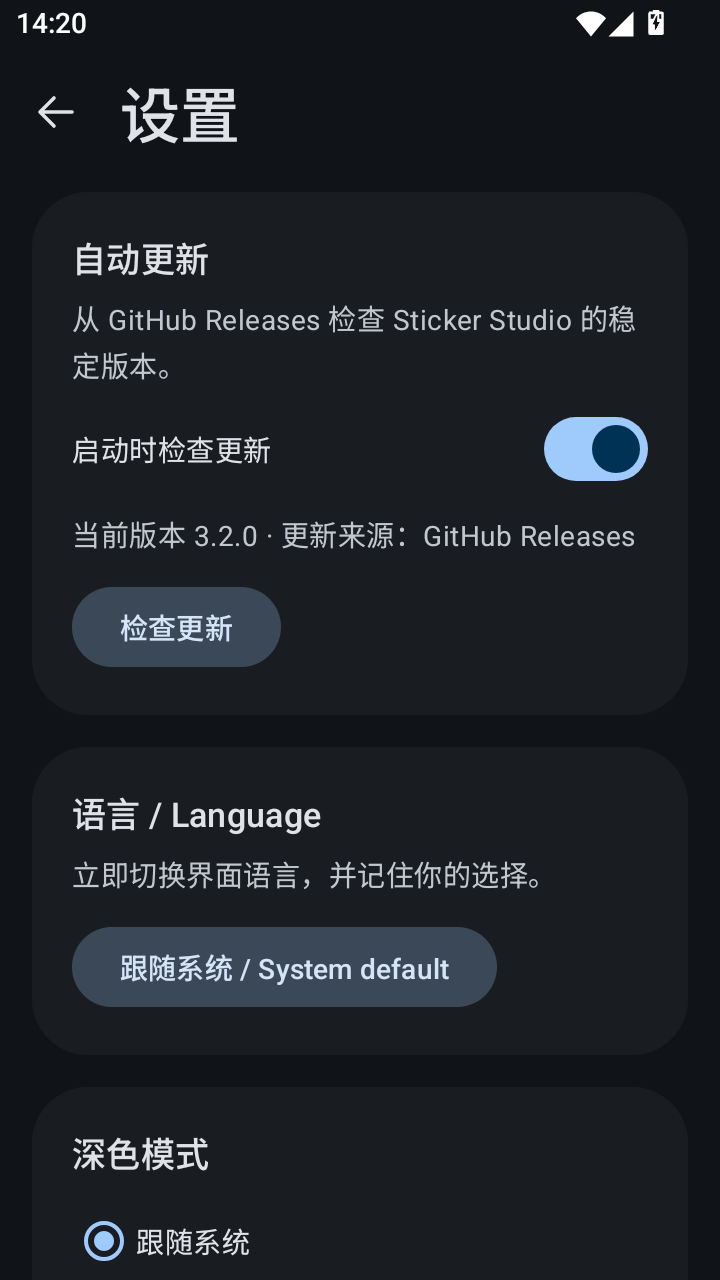 14:20
设置
自动更新
从 GitHub Releases 检查 Sticker Studio 的稳
定版本。
启动时检查更新
当前版本 3.2.0 · 更新来源：GitHub Releases
检查更新
语言 / Language
立即切换界面语言，并记住你的选择。
跟随系统 / System default
深色模式
跟随系统